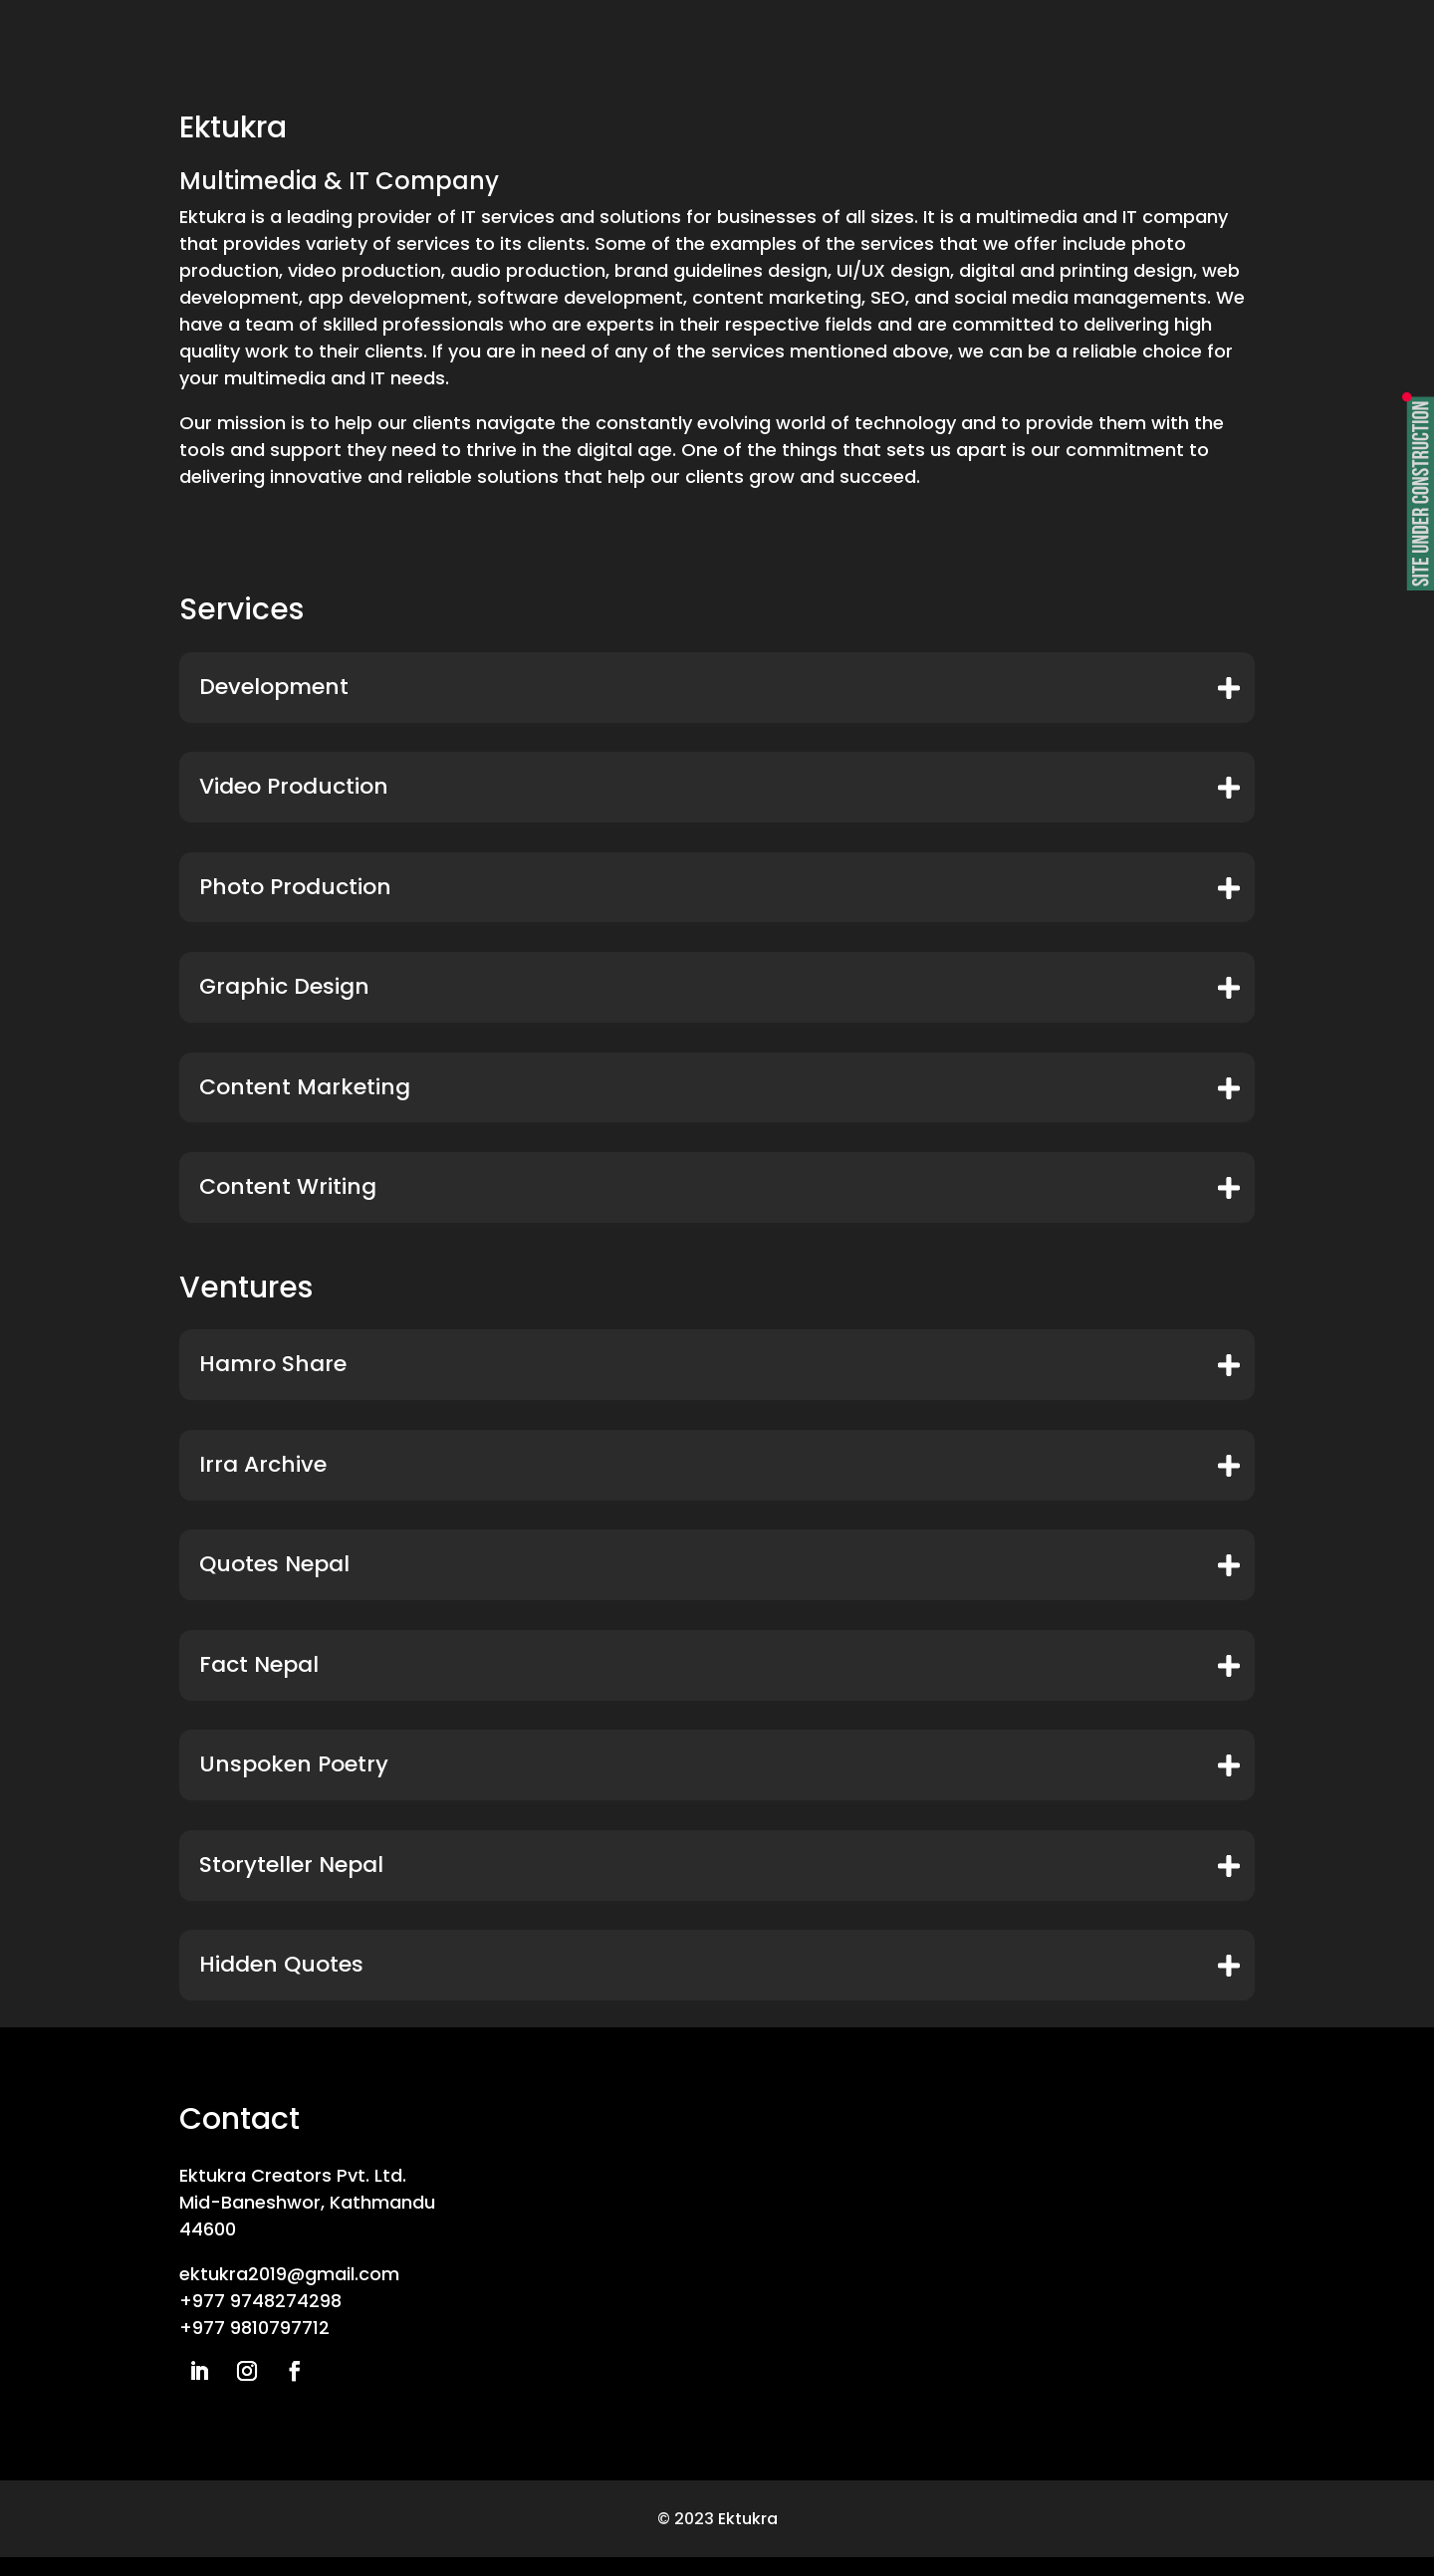 Ektukra
Multimedia & IT Company
Ektukra is a leading provider of IT services and solutions for businesses of all sizes. It is a multimedia and IT company
that provides variety of services to its clients. Some of the examples of the services that we offer include photo
production, video production, audio production, brand guidelines design, UI/UX design, digital and printing design, web
development, app development, software development, content marketing, SEO, and social media managements. We
have a team of skilled professionals who are experts in their respective fields and are committed to delivering high
quality work to their clients. If you are in need of any of the services mentioned above, we can be a reliable choice for
your multimedia and IT needs.
Our mission is to help our clients navigate the constantly evolving world of technology and to provide them with the
tools and support they need to thrive in the digital age. One of the things that sets us apart is our commitment to
delivering innovative and reliable solutions that help our clients grow and succeed.
SITE UNDER CONSTRUCTION
Services
Development
Video Production
Photo Production
Graphic Design
Content Marketing
Content Writing
Ventures
Hamro Share
Irra Archive
Quotes Nepal
Fact Nepal
Unspoken Poetry
Storyteller Nepal
Hidden Quotes
Contact
Ektukra Creators Pvt. Ltd.
Mid-Baneshwor, Kathmandu
44600
ektukra2019@gmail.com
+977 9748274298
+977 9810797712
© 2023 Ektukra